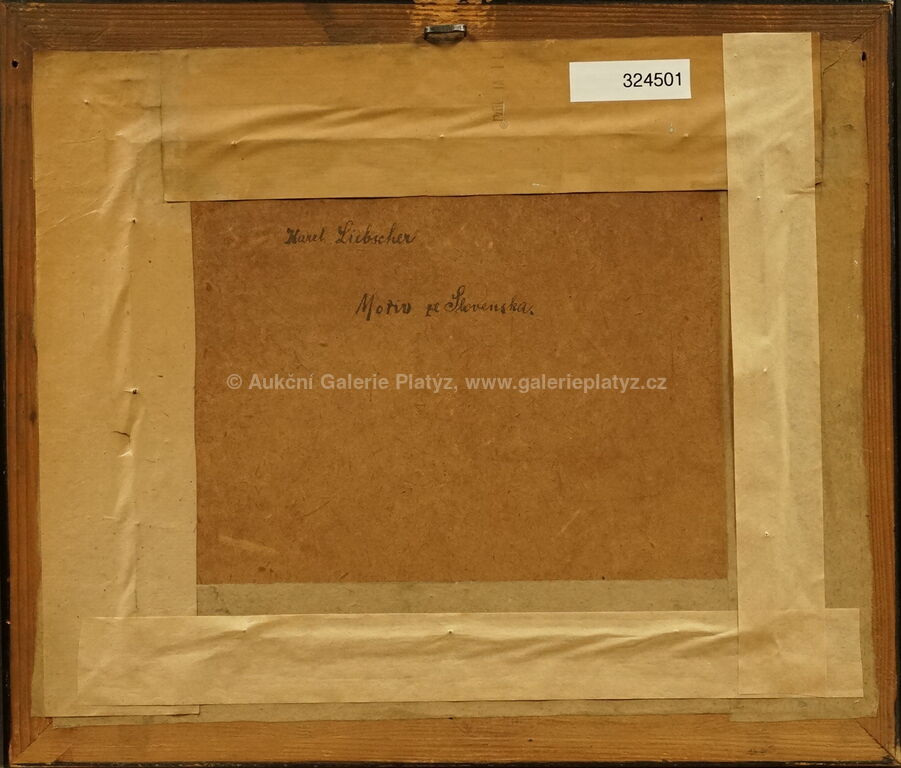 324501
Karel Liebscher
Motiv ze Slovenska.
© Aukční Galerie Platýz, www.galerieplatyz.cz